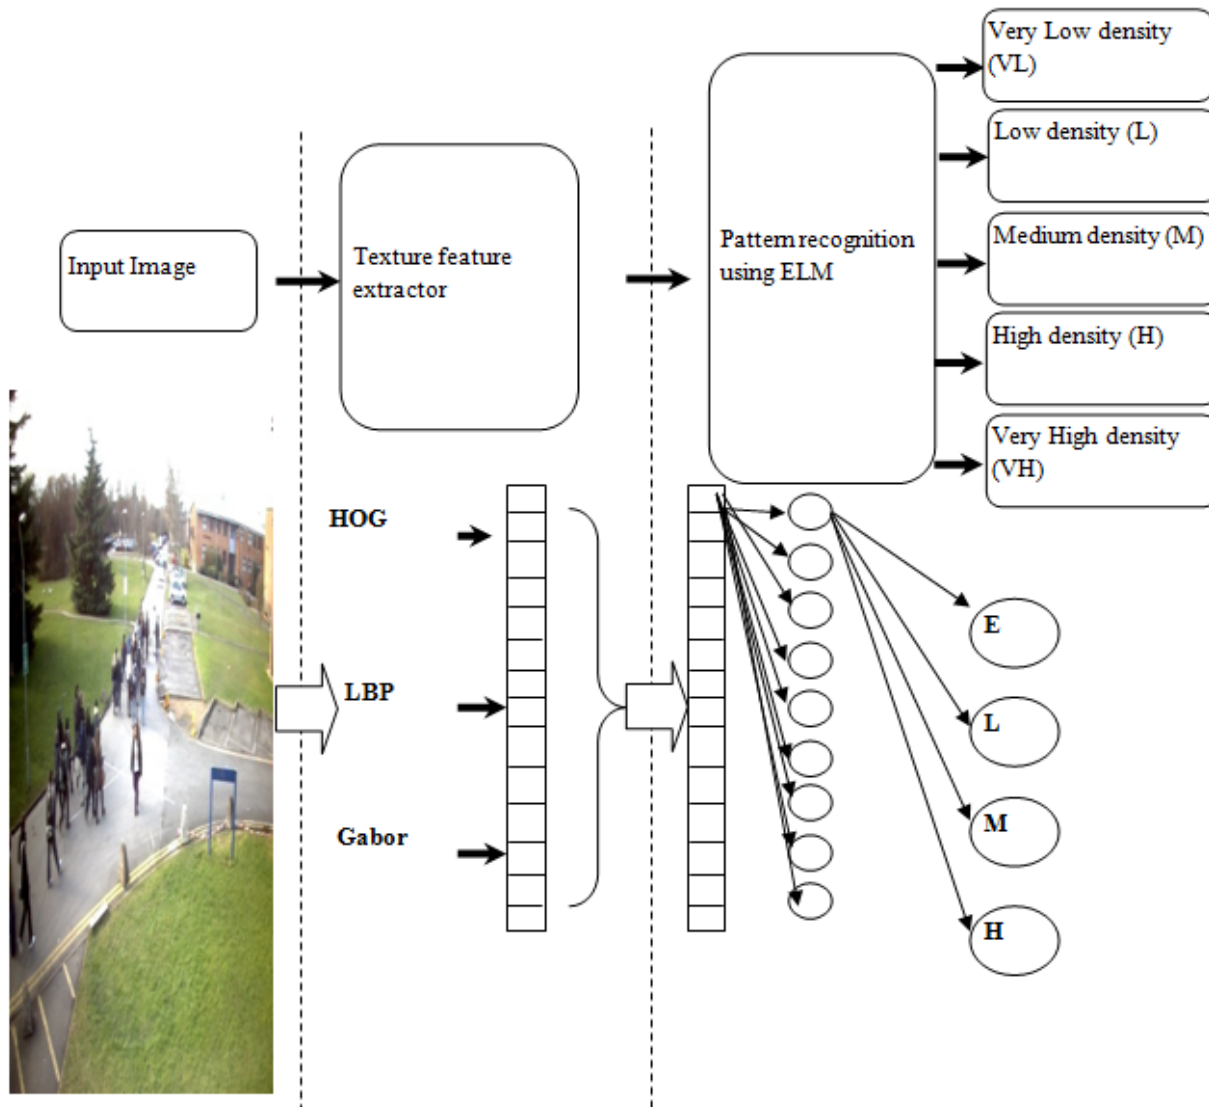 Very Low density
(VL)
Low density (L)
Input Image
Texture feature
extractor
Pattern recognition
using ELM
Medium density (M)
High density (H)
Very High density
(VH)
HOG
LBP
Gabor
E
L
M
H